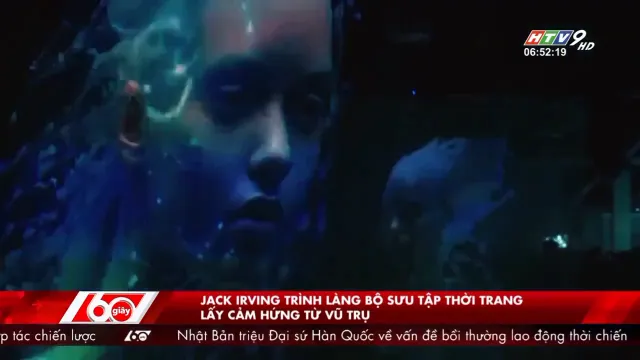 HTV9 HD
06:52:19
JACK IRVING TRÌNH LÀNG BỘ SƯU TẬP THỜI TRANG
LẤY CẢM HỨNG TỪ VŨ TRỤ
60 giây
p tác chiến lược 60 Nhật Bản triệu Đại sứ Hàn Quốc về vấn đề bồi thường lao động thời chiến